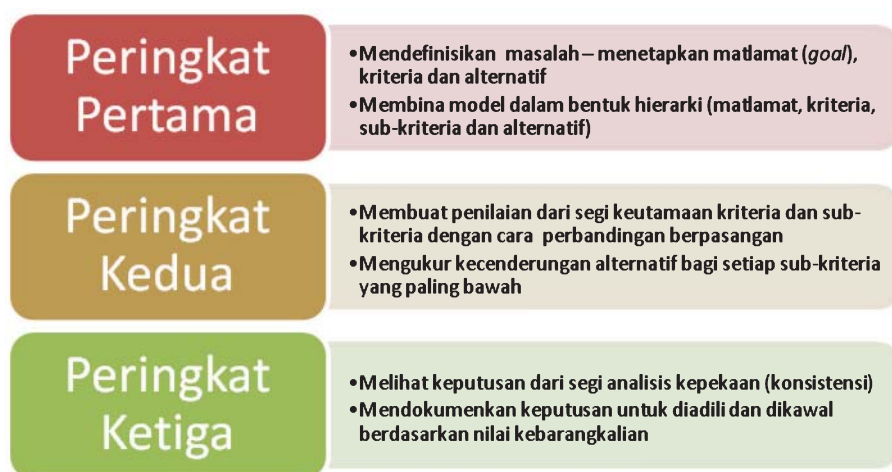 Peringkat
Pertama
•Mendefinisikan masalah – menetapkan matlamat (goal),
kriteria dan alternatif
•Membina model dalam bentuk hierarki (matlamat, kriteria,
sub-kriteria dan alternatif)
Peringkat
Kedua
•Membuat penilaian dari segi keutamaan kriteria dan sub-
kriteria dengan cara perbandingan berpasangan
•Mengukur kecenderungan alternatif bagi setiap sub-kriteria
yang paling bawah
Peringkat
Ketiga
•Melihat keputusan dari segi analisis kepekaan (konsistensi)
•Mendokumenkan keputusan untuk diadili dan dikawal
berdasarkan nilai kebarangkalian